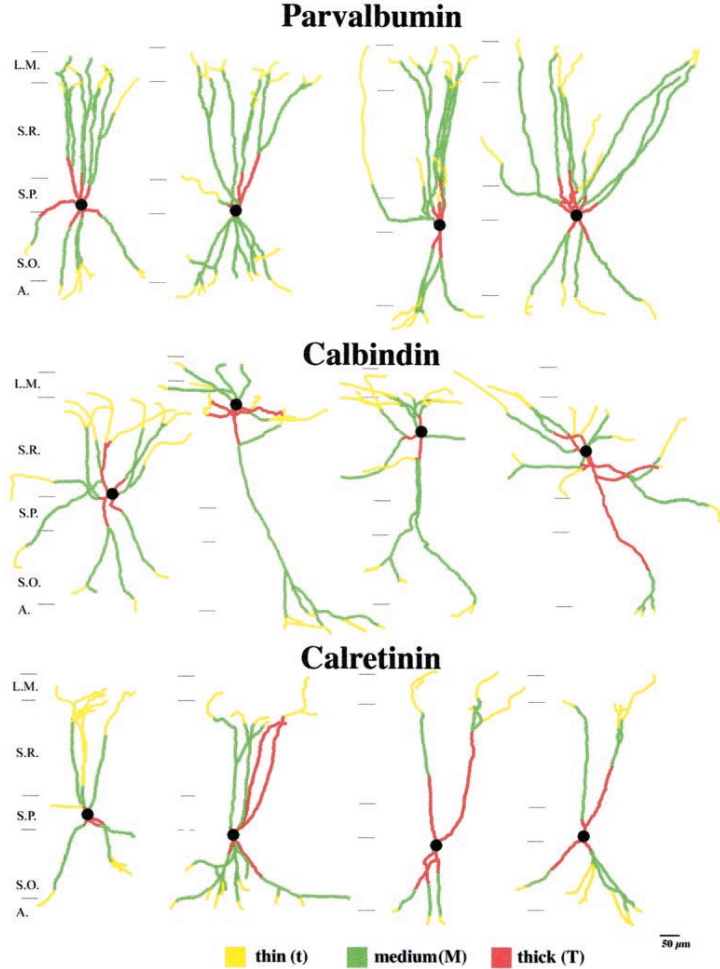 Parvalbumin
L.M.
S.R.
S.P.
S.O.
A.
Calbindin
L.M.
S.R.
S.P.
S.O.
A.
Calretinin
L.M.
S.R.
S.P.
S.O.
A.
50 µm
thin (t) medium(M) thick (T)